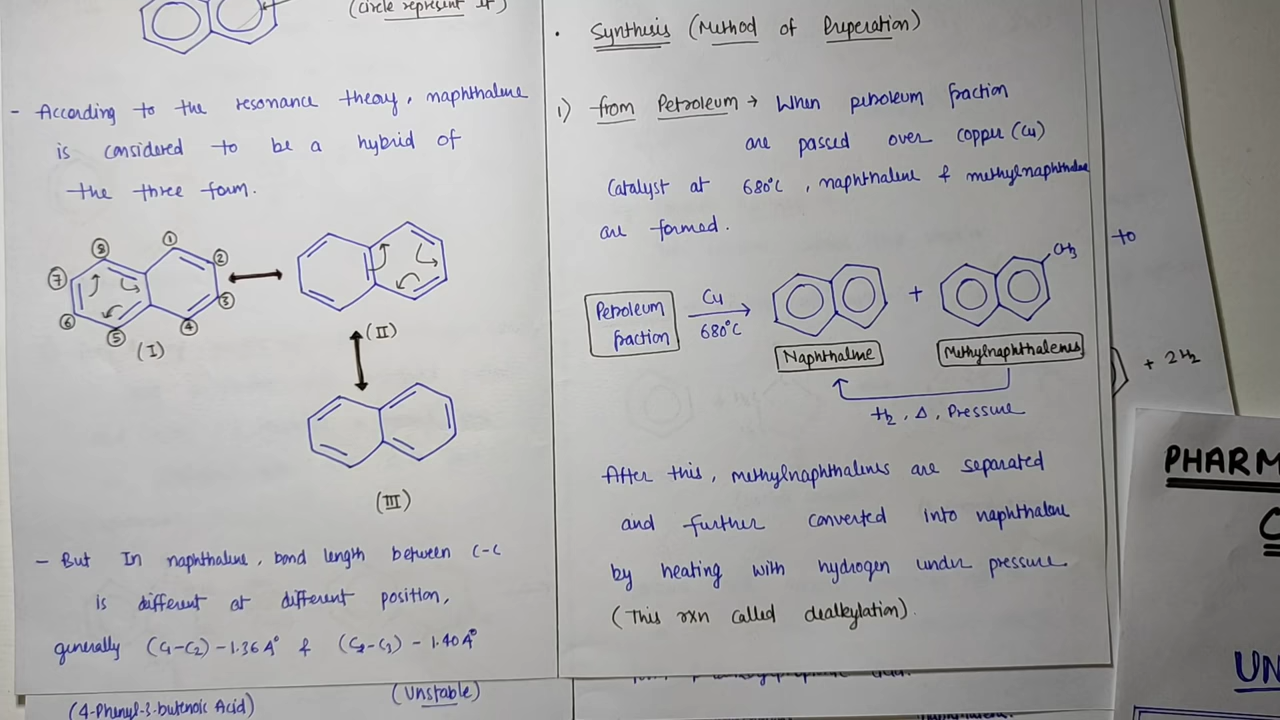 (circle represent
- According to the resonance theory, naphthalene
is considered to be a hybrid of
the three form.
①
②
③
④
⑤
⑥
⑦
⑧
(I)
(II)
(III)
- But In naphthalene, bond length between C-C
is different at different position,
generally (C₁-C₂) - 1.36 A° & (C₂-C₃) - 1.40 A°
(4-Phenyl-3-butenoic Acid)
(Unstable)
• Synthesis (Method of Preperation)
1) from Petroleum → When petroleum fraction
are passed over copper (Cu)
Catalyst at 680°C, naphthalene & methylnaphthalene
are formed.
Petroleum fraction
Cu
680°C
+
CH₃
Naphthalene
Methylnaphthalenes
H₂, Δ, Pressure
After this, methylnaphthalenes are separated
and further converted into naphthalene
by heating with hydrogen under pressure
(This rxn called dealkylation).
to
+ 2H₂
PHARM
UN